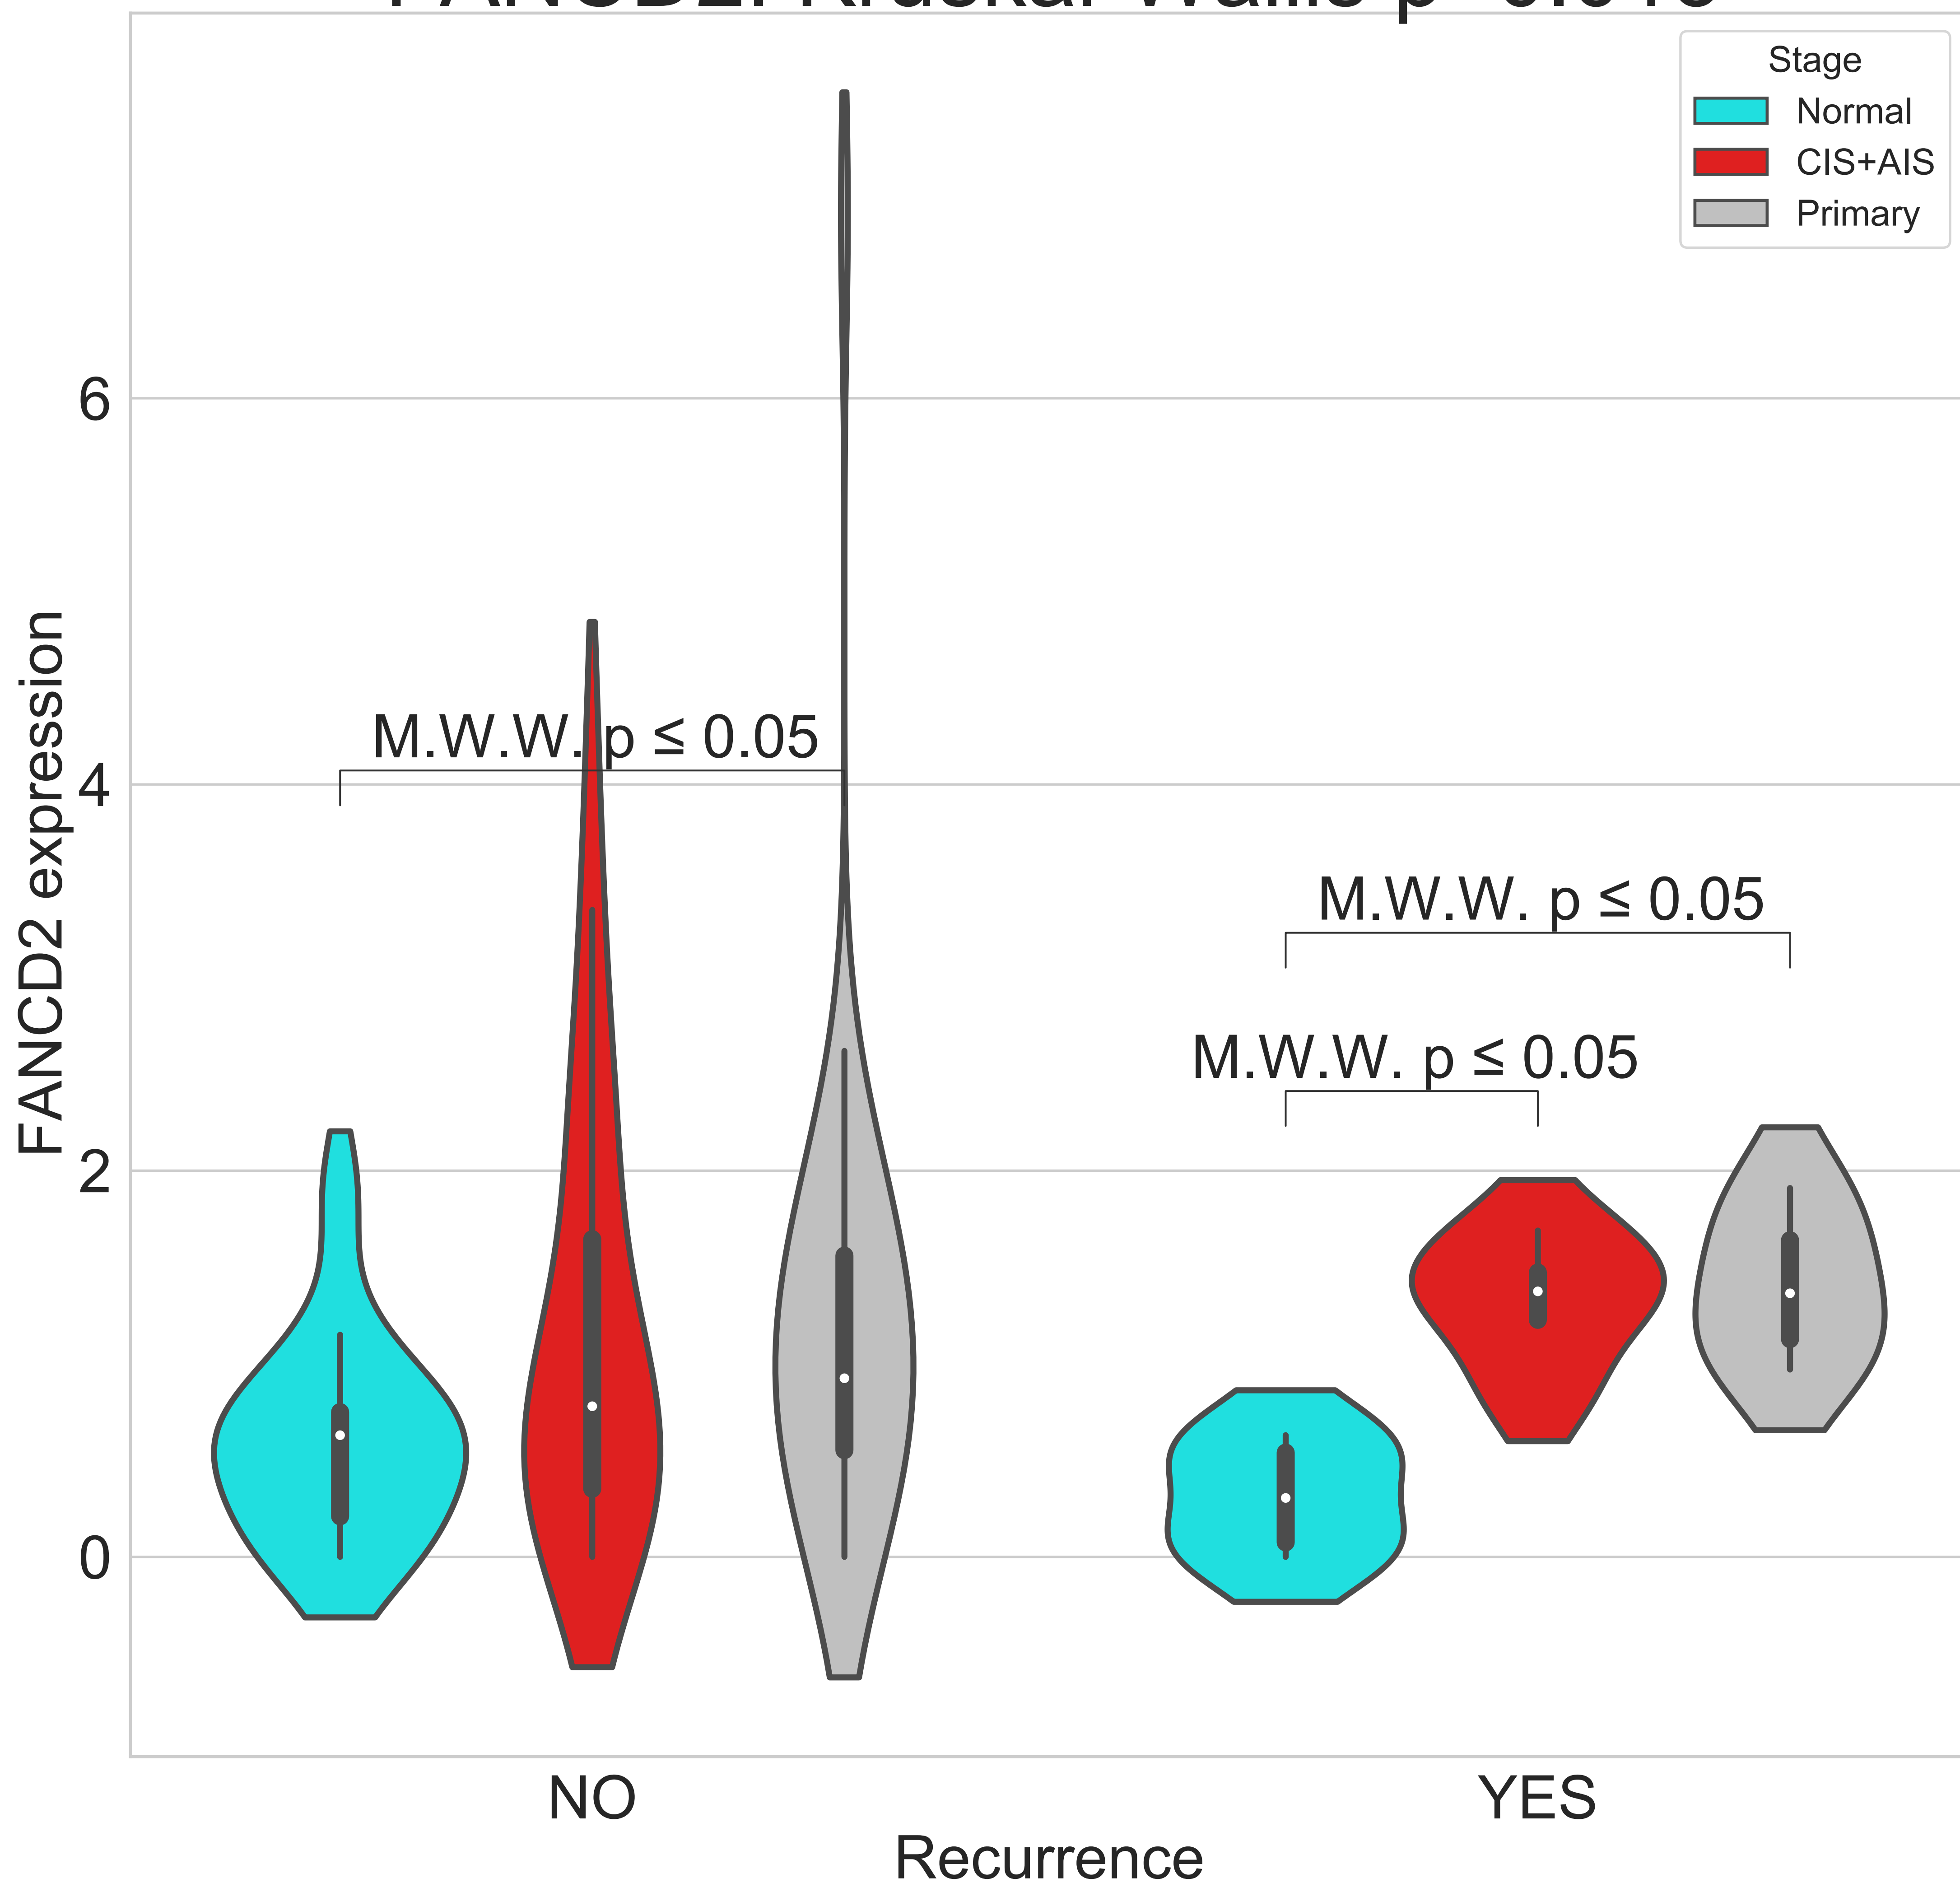 Stage
Normal
CIS+AIS
Primary
6
4
2
0
FANCD2 expression
M.W.W. p ≤ 0.05
M.W.W. p ≤ 0.05
M.W.W. p ≤ 0.05
NO
YES
Recurrence